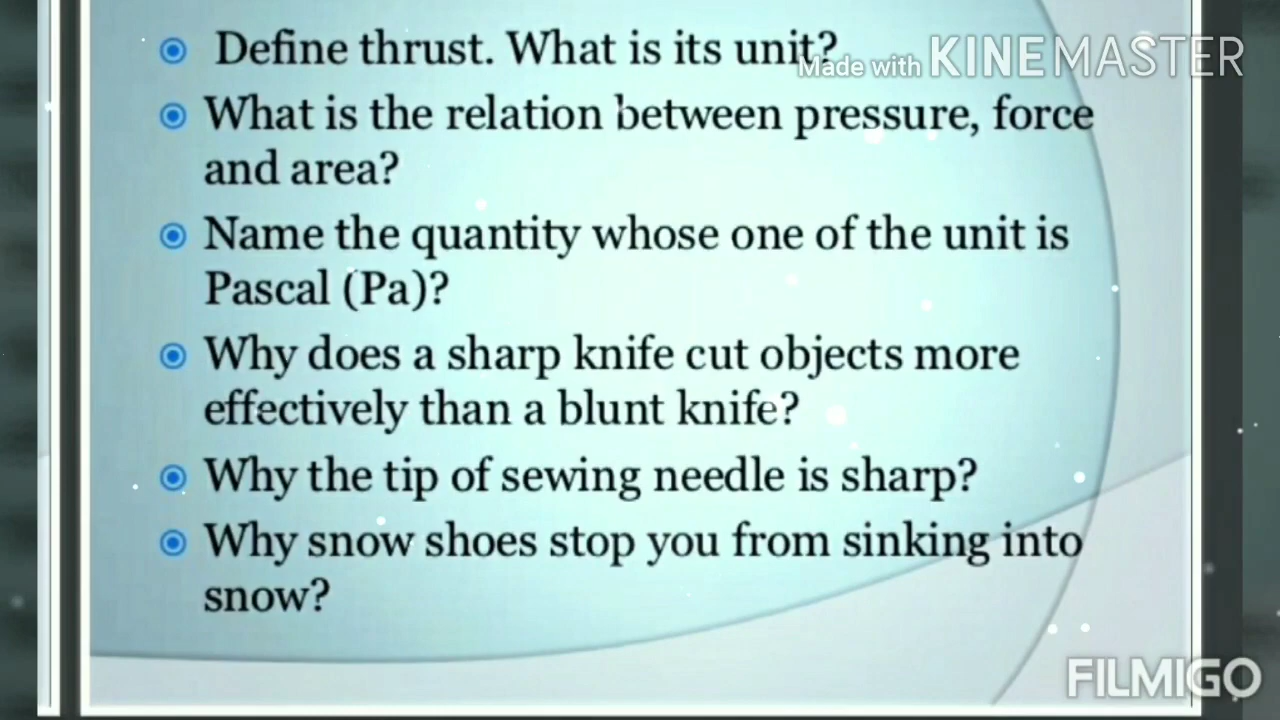 Define thrust. What is its unit?
Made with KINEMASTER
What is the relation between pressure, force
and area?
Name the quantity whose one of the unit is
Pascal (Pa)?
Why does a sharp knife cut objects more
effectively than a blunt knife?
Why the tip of sewing needle is sharp?
Why snow shoes stop you from sinking into
snow?
FILMIGO